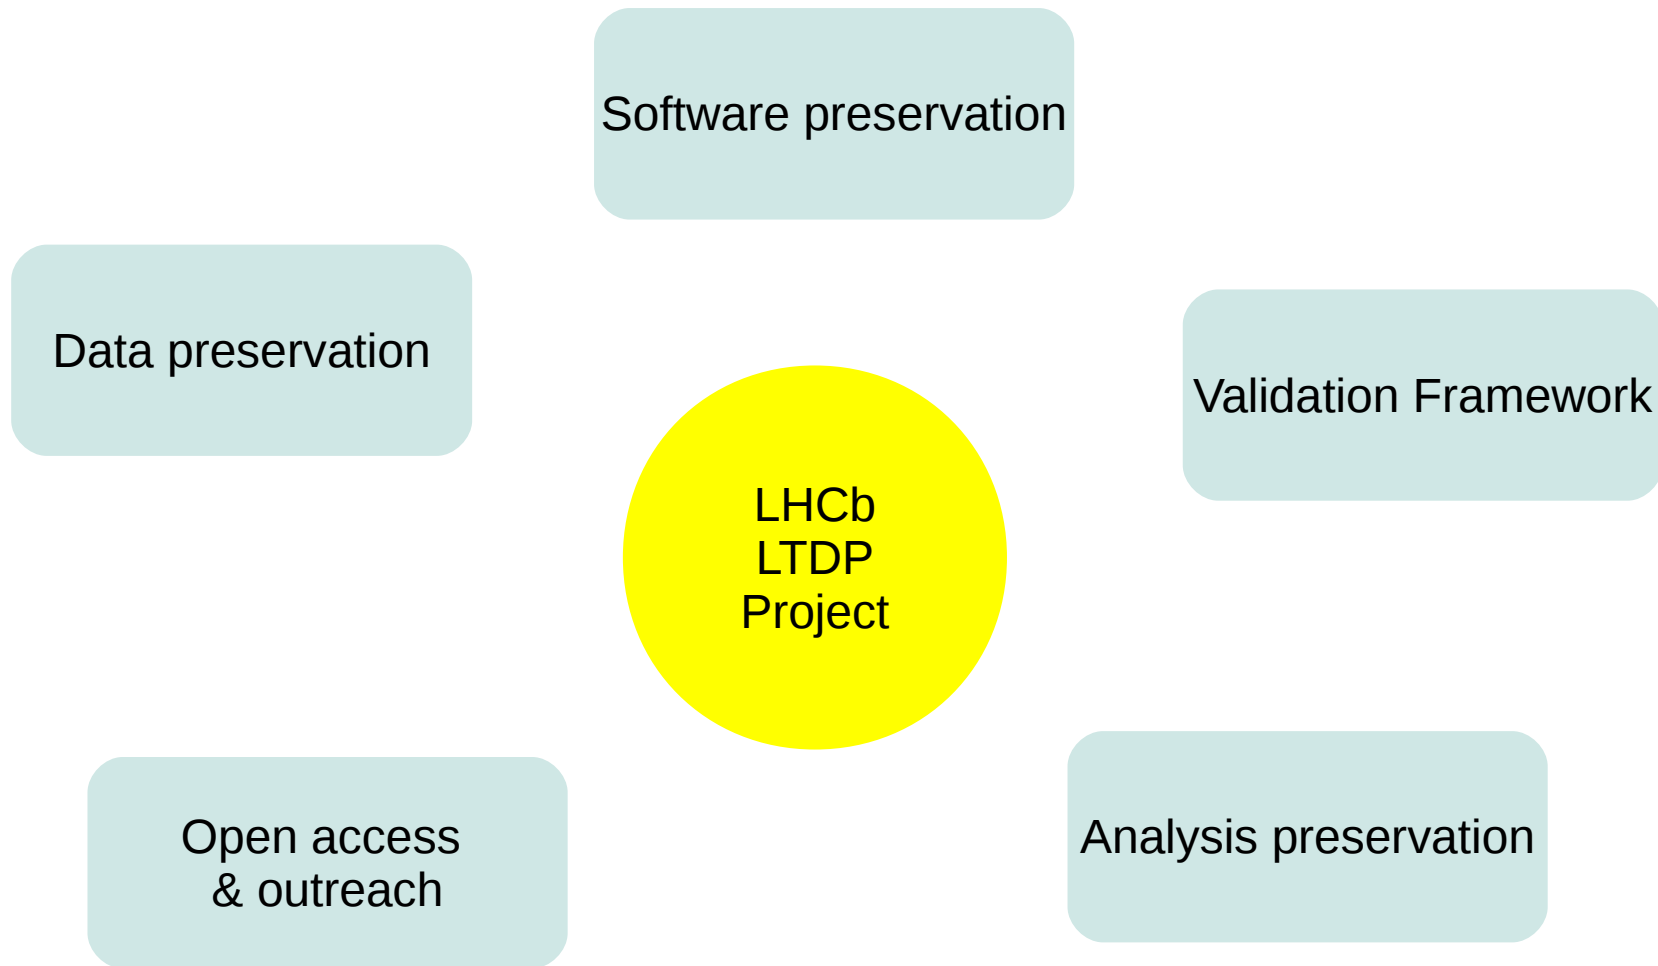 Software preservation
Data preservation
Validation Framework
LHCb
LTDP
Project
Open access
& outreach
Analysis preservation